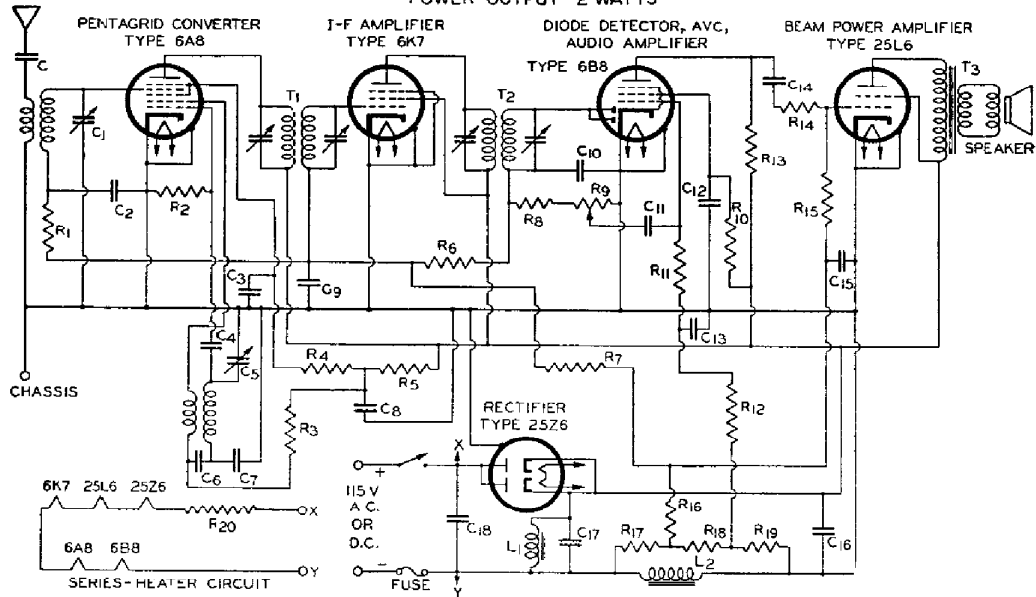 POWER OUTPUT 2 WATTS
PENTAGRID CONVERTER
TYPE 6A8
I-F AMPLIFIER
TYPE 6K7
DIODE DETECTOR, AVC,
AUDIO AMPLIFIER
TYPE 6B8
BEAM POWER AMPLIFIER
TYPE 25L6
C
T1
T2
T3
C1
C14
R14
SPEAKER
R13
C10
C12
C2
R2
R8
R9
C11
R10
R15
R1
R6
R11
C3
C9
C15
C4
C5
C13
R4
R5
R7
CHASSIS
R3
C8
R12
RECTIFIER
TYPE 25Z6
C6
C7
X
+
6K7 25L6 25Z6
R20
X
115 V
A C.
OR
D.C.
C18
R16
L1
C17
R17
R18
R19
C16
L2
6A8 6B8
Y
SERIES-HEATER CIRCUIT
−
FUSE
Y